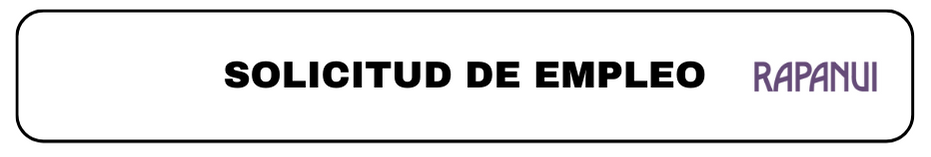 SOLICITUD DE EMPLEO RAPANUI